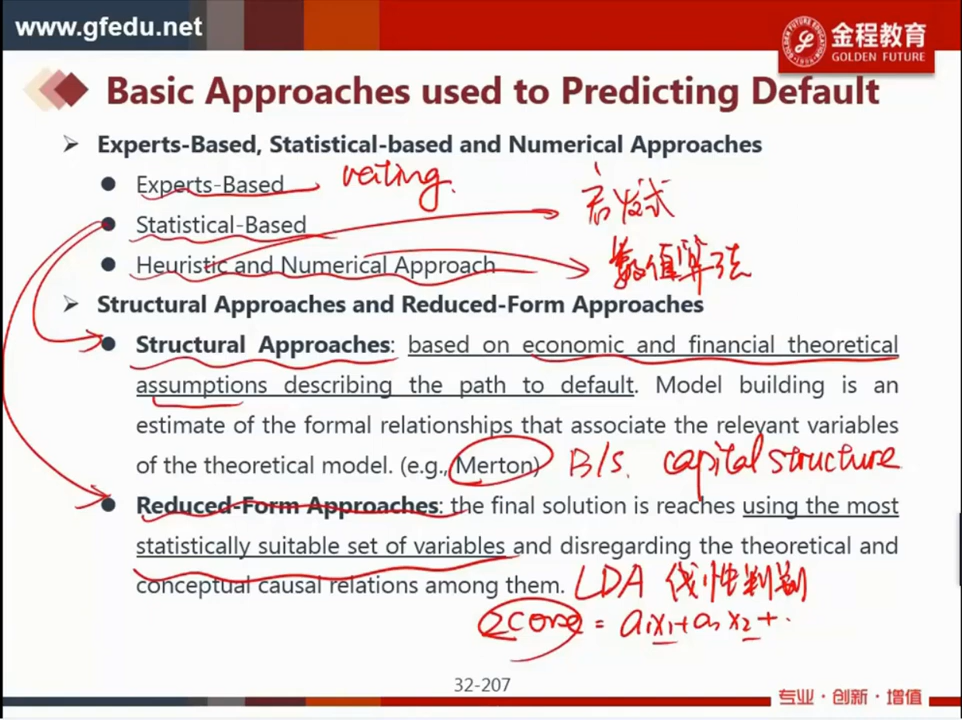 www.gfedu.net
金程教育
GOLDEN FUTURE
Basic Approaches used to Predicting Default
Experts-Based, Statistical-based and Numerical Approaches
Experts-Based rating.
启发式
Statistical-Based
Heuristic and Numerical Approach 数值算法
Structural Approaches and Reduced-Form Approaches
Structural Approaches: based on economic and financial theoretical
assumptions describing the path to default. Model building is an
estimate of the formal relationships that associate the relevant variables
of the theoretical model. (e.g., Merton) B/S. capital structure
Reduced-Form Approaches: the final solution is reaches using the most
statistically suitable set of variables and disregarding the theoretical and
conceptual causal relations among them. LDA 线性判别
= a₁x₁+a₂x₂+
32-207
专业·创新·增值